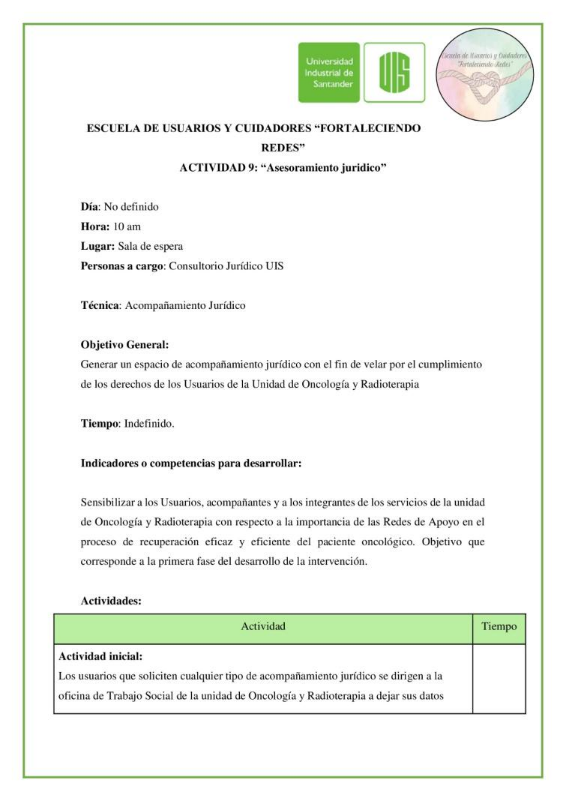 Universidad
Industrial de
Santander
UIS
Escuela de Usuarios y Cuidadores
"Fortaleciendo Redes"
ESCUELA DE USUARIOS Y CUIDADORES “FORTALECIENDO
REDES”
ACTIVIDAD 9: “Asesoramiento juridico”
Día: No definido
Hora: 10 am
Lugar: Sala de espera
Personas a cargo: Consultorio Jurídico UIS
Técnica: Acompañamiento Jurídico
Objetivo General:
Generar un espacio de acompañamiento jurídico con el fin de velar por el cumplimiento
de los derechos de los Usuarios de la Unidad de Oncología y Radioterapia
Tiempo: Indefinido.
Indicadores o competencias para desarrollar:
Sensibilizar a los Usuarios, acompañantes y a los integrantes de los servicios de la unidad
de Oncología y Radioterapia con respecto a la importancia de las Redes de Apoyo en el
proceso de recuperación eficaz y eficiente del paciente oncológico. Objetivo que
corresponde a la primera fase del desarrollo de la intervención.
Actividades:
Actividad Tiempo
Actividad inicial:
Los usuarios que soliciten cualquier tipo de acompañamiento jurídico se dirigen a la
oficina de Trabajo Social de la unidad de Oncología y Radioterapia a dejar sus datos